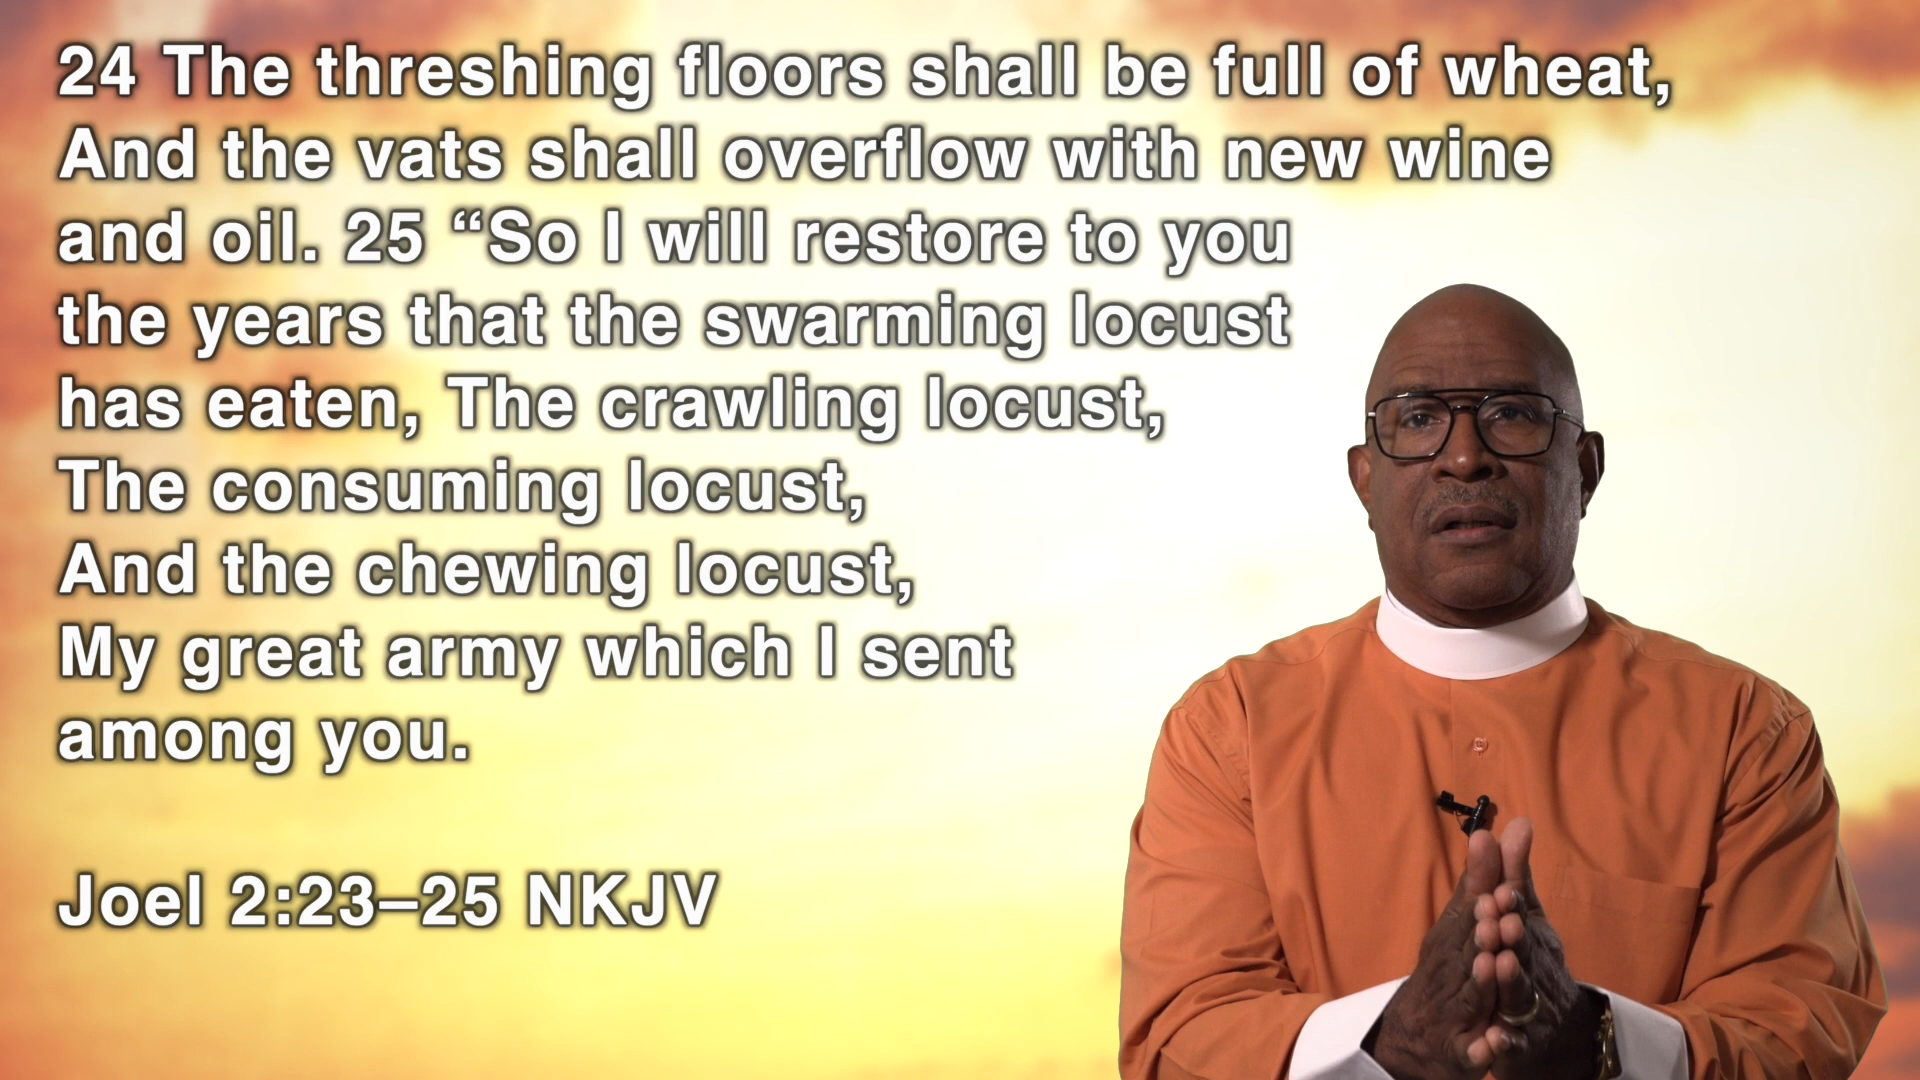 24 The threshing floors shall be full of wheat,
And the vats shall overflow with new wine
and oil. 25 “So I will restore to you
the years that the swarming locust
has eaten, The crawling locust,
The consuming locust,
And the chewing locust,
My great army which I sent
among you.
Joel 2:23–25 NKJV